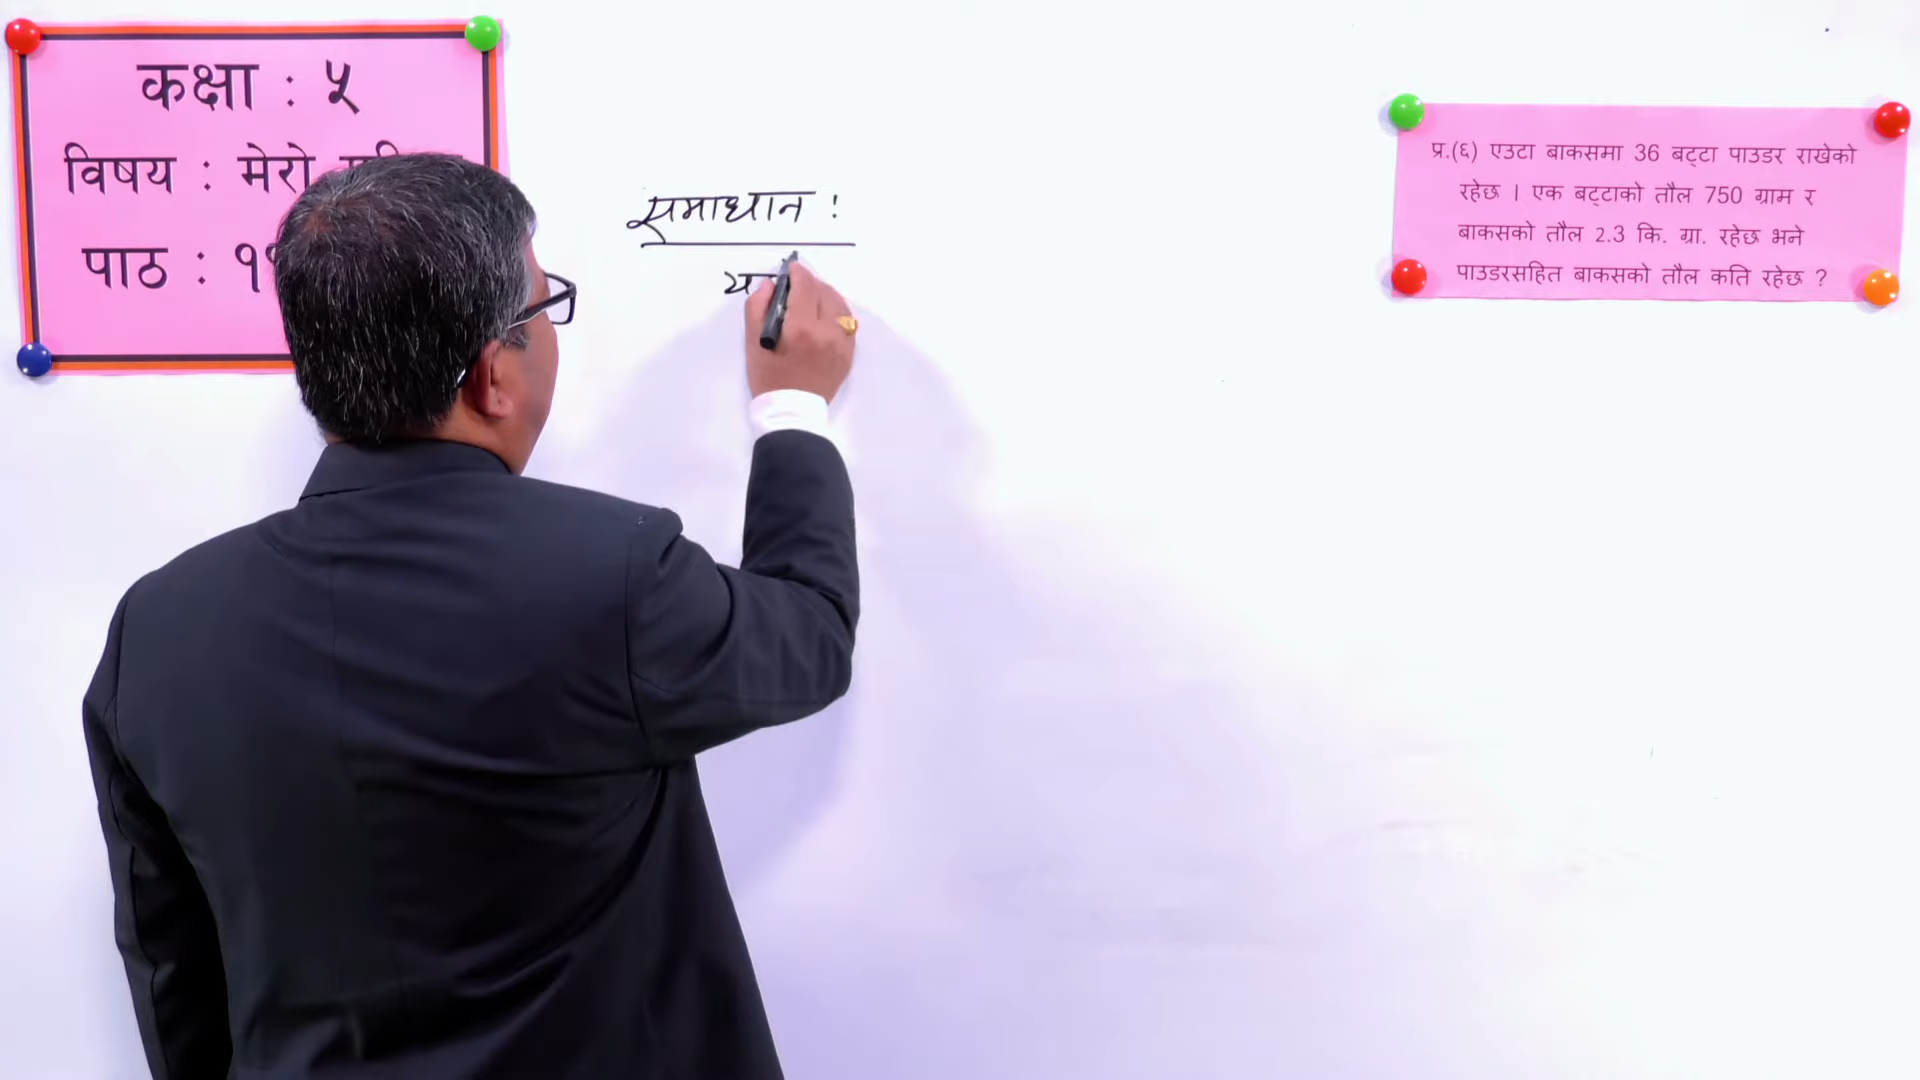 कक्षा : ५
विषय : मेरो
पाठ : १
समाधान :
य
प्र.(६) एउटा बाकसमा 36 बट्टा पाउडर राखेको
रहेछ । एक बट्टाको तौल 750 ग्राम र
बाकसको तौल 2.3 कि. ग्रा. रहेछ भने
पाउडरसहित बाकसको तौल कति रहेछ ?